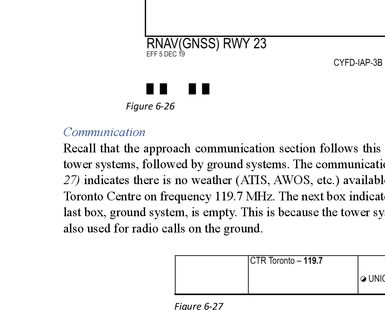 RNAV(GNSS) RWY 23
EFF 5 DEC 19
CYFD-IAP-3B
Figure 6-26
Communication
Recall that the approach communication section follows this
tower systems, followed by ground systems. The communicatio
27) indicates there is no weather (ATIS, AWOS, etc.) availabl
Toronto Centre on frequency 119.7 MHz. The next box indicate
last box, ground system, is empty. This is because the tower sy
also used for radio calls on the ground.
CTR Toronto – 119.7
UNIC
Figure 6-27